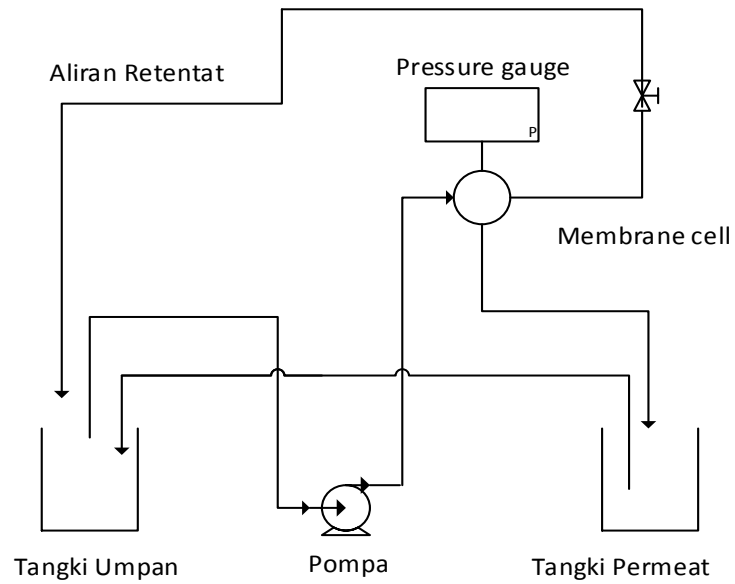 Aliran Retentat
Pressure gauge
P
Membrane cell
Tangki Umpan
Pompa
Tangki Permeat